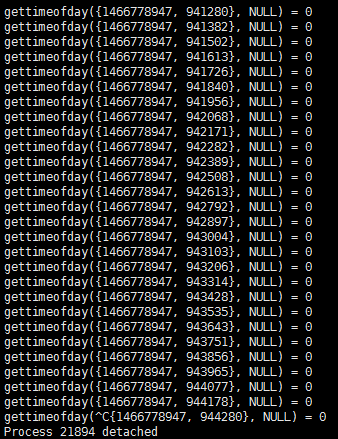 gettimeofday({1466778947, 941280}, NULL) = 0
gettimeofday({1466778947, 941382}, NULL) = 0
gettimeofday({1466778947, 941502}, NULL) = 0
gettimeofday({1466778947, 941613}, NULL) = 0
gettimeofday({1466778947, 941726}, NULL) = 0
gettimeofday({1466778947, 941840}, NULL) = 0
gettimeofday({1466778947, 941956}, NULL) = 0
gettimeofday({1466778947, 942068}, NULL) = 0
gettimeofday({1466778947, 942171}, NULL) = 0
gettimeofday({1466778947, 942282}, NULL) = 0
gettimeofday({1466778947, 942389}, NULL) = 0
gettimeofday({1466778947, 942508}, NULL) = 0
gettimeofday({1466778947, 942613}, NULL) = 0
gettimeofday({1466778947, 942792}, NULL) = 0
gettimeofday({1466778947, 942897}, NULL) = 0
gettimeofday({1466778947, 943004}, NULL) = 0
gettimeofday({1466778947, 943103}, NULL) = 0
gettimeofday({1466778947, 943206}, NULL) = 0
gettimeofday({1466778947, 943314}, NULL) = 0
gettimeofday({1466778947, 943428}, NULL) = 0
gettimeofday({1466778947, 943535}, NULL) = 0
gettimeofday({1466778947, 943643}, NULL) = 0
gettimeofday({1466778947, 943751}, NULL) = 0
gettimeofday({1466778947, 943856}, NULL) = 0
gettimeofday({1466778947, 943965}, NULL) = 0
gettimeofday({1466778947, 944077}, NULL) = 0
gettimeofday({1466778947, 944178}, NULL) = 0
gettimeofday(^C{1466778947, 944280}, NULL) = 0
Process 21894 detached